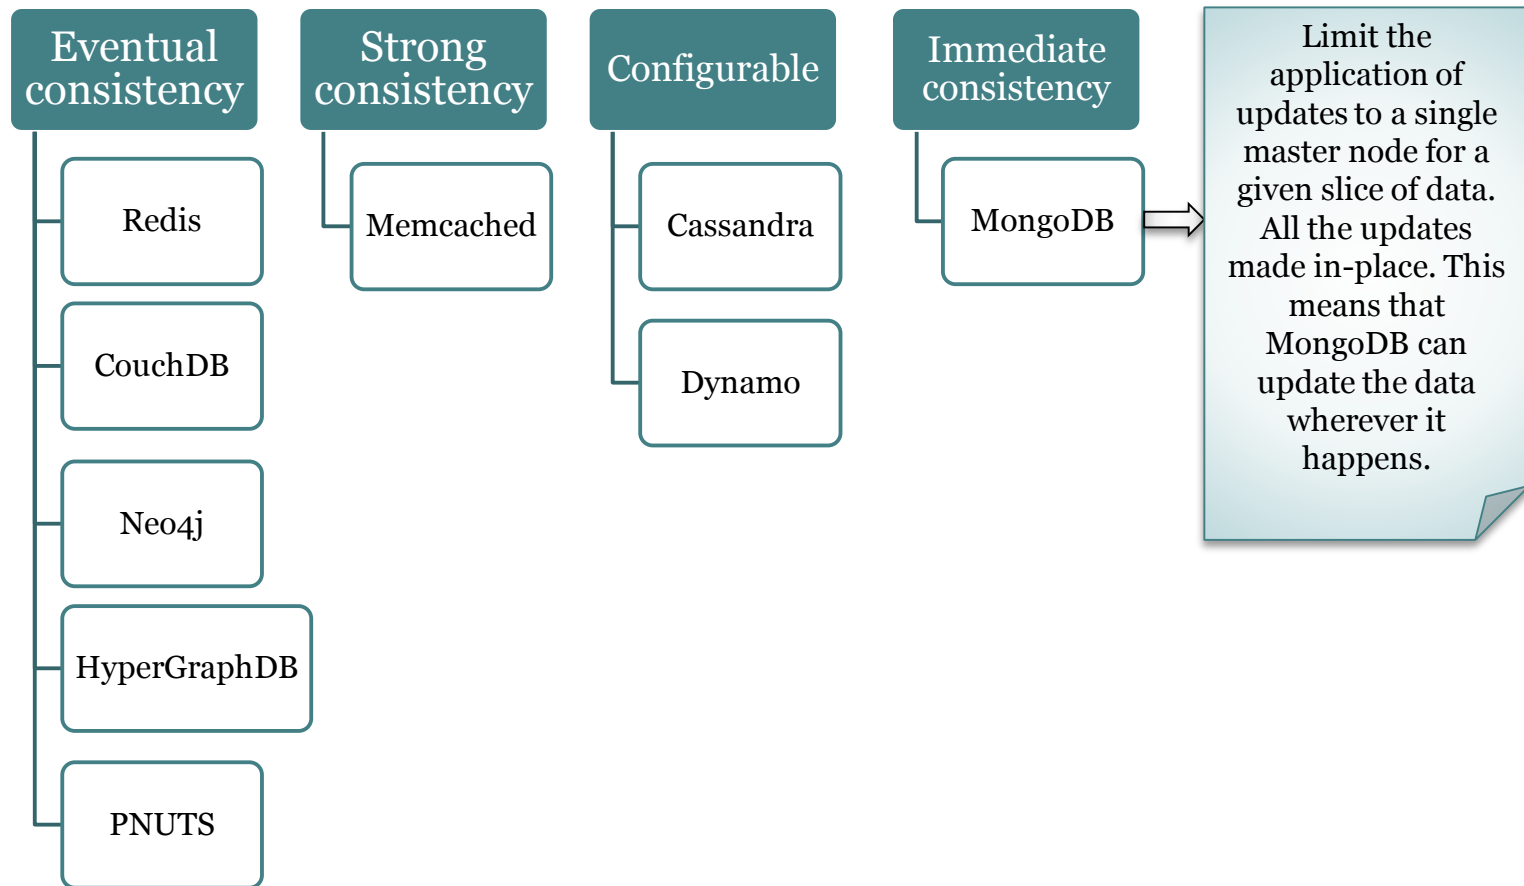 Eventual
consistency
Redis
CouchDB
Neo4j
HyperGraphDB
PNUTS
Strong
consistency
Memcached
Configurable
Cassandra
Dynamo
Immediate
consistency
MongoDB
Limit the
application of
updates to a single
master node for a
given slice of data.
All the updates
made in-place. This
means that
MongoDB can
update the data
wherever it
happens.